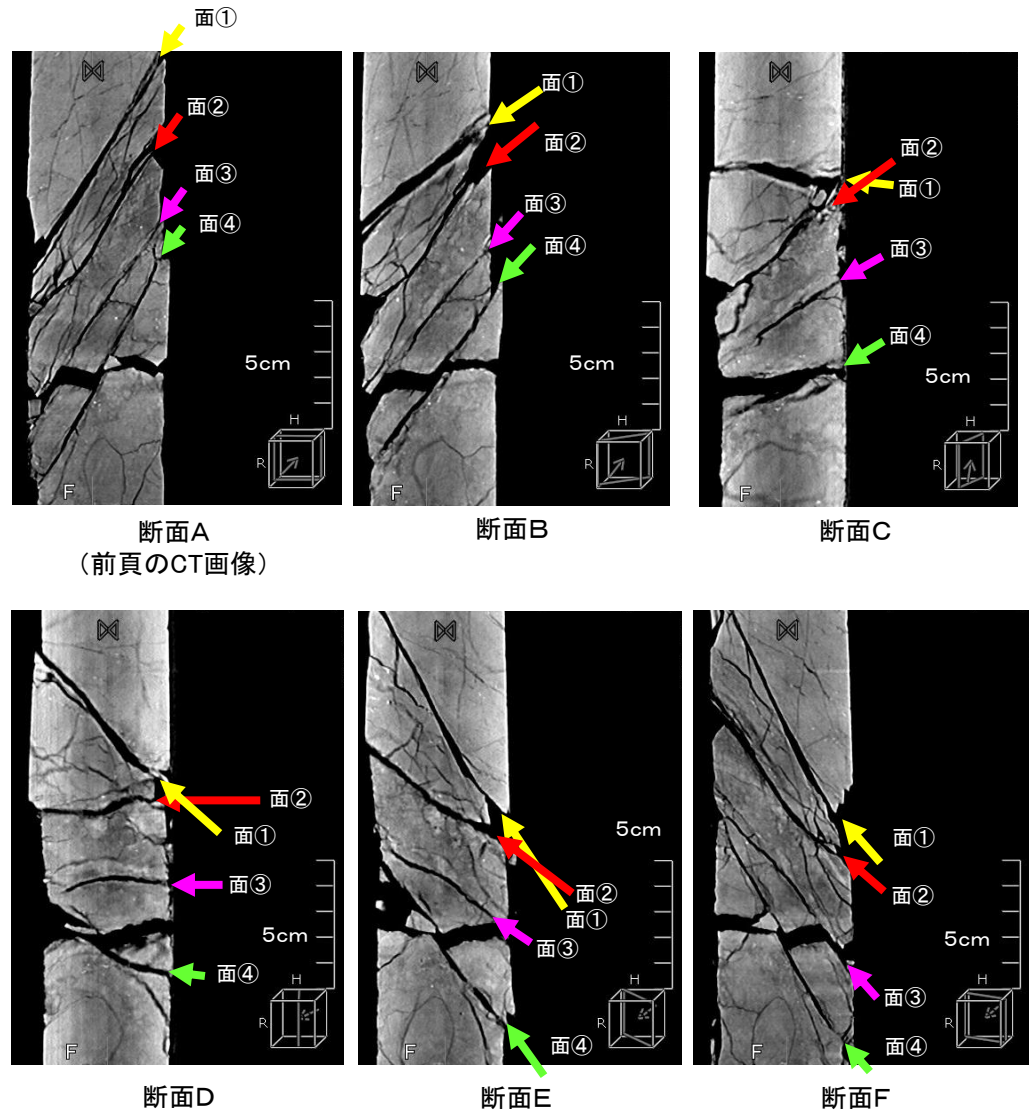 面①
面②
面③
面④
5cm
H
R
F
断面A
（前頁のCT画像）
面①
面②
面③
面④
5cm
H
R
F
断面B
面②
面①
面③
面④
5cm
H
R
F
断面C
面②
面①
面③
5cm
面④
H
R
F
断面D
5cm
面②
面①
面③
H
R
面④
F
断面E
面①
面②
5cm
面③
H
R
面④
F
断面F